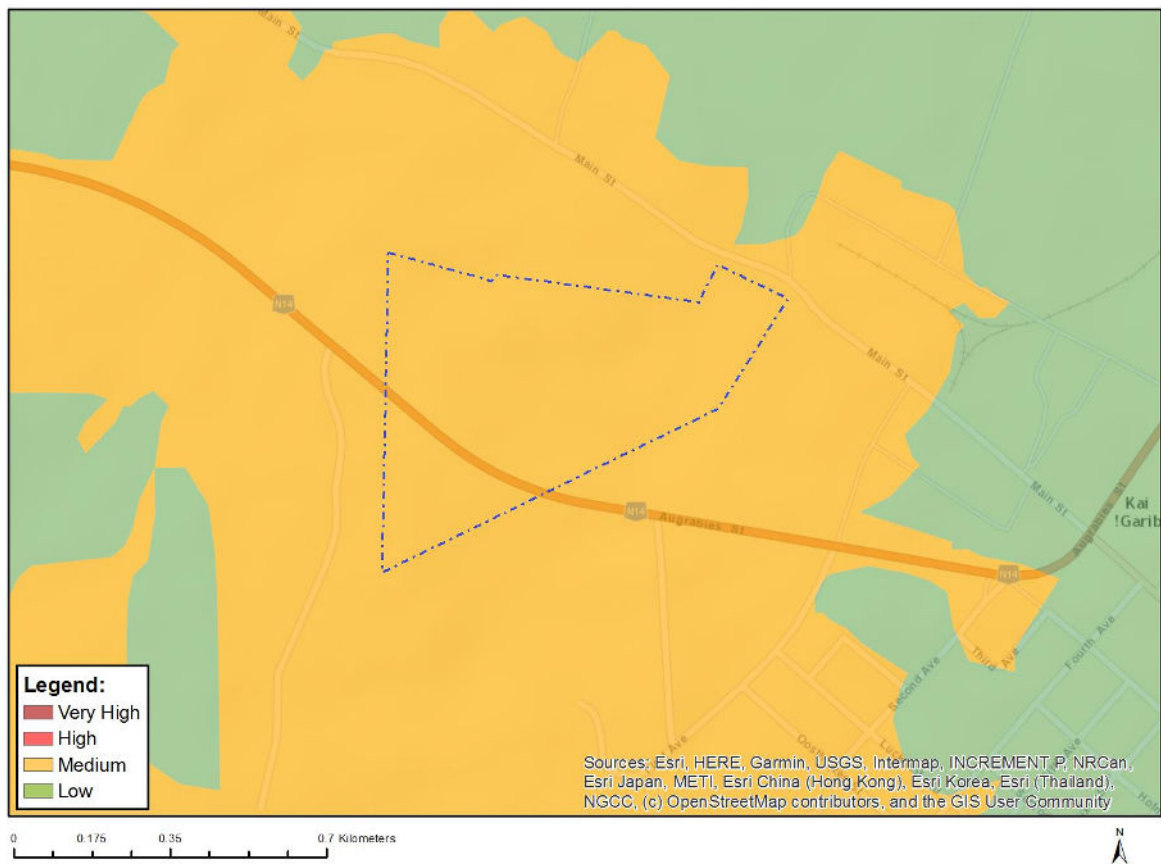 Main St
Main St
N14
Main St
N14
Augrabies St
Main St
Augrabies St
Kai
!Garib
N14
Third Ave
Fourth Ave
Second Ave
Ave
Legend:
Very High
High
Medium
Low
Sources: Esri, HERE, Garmin, USGS, Intermap, INCREMENT P, NRCan,
Esri Japan, METI, Esri China (Hong Kong), Esri Korea, Esri (Thailand),
NGCC, (c) OpenStreetMap contributors, and the GIS User Community
0 0.175 0.35 0.7 Kilometers
N